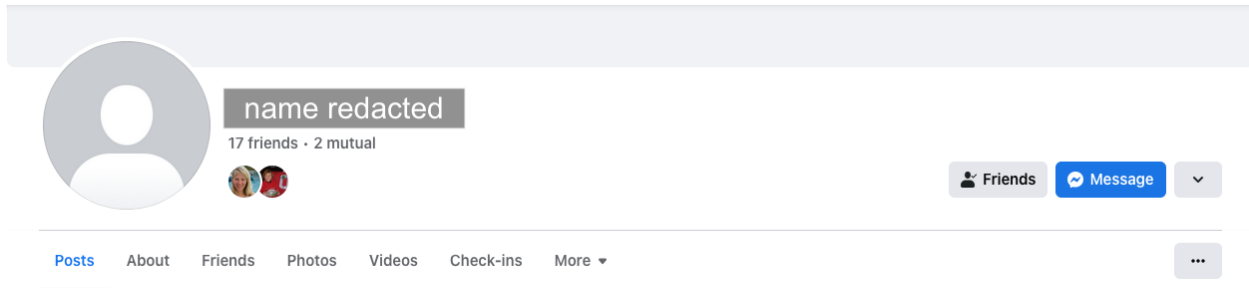 name redacted
17 friends · 2 mutual
Friends
Message
Posts About Friends Photos Videos Check-ins More